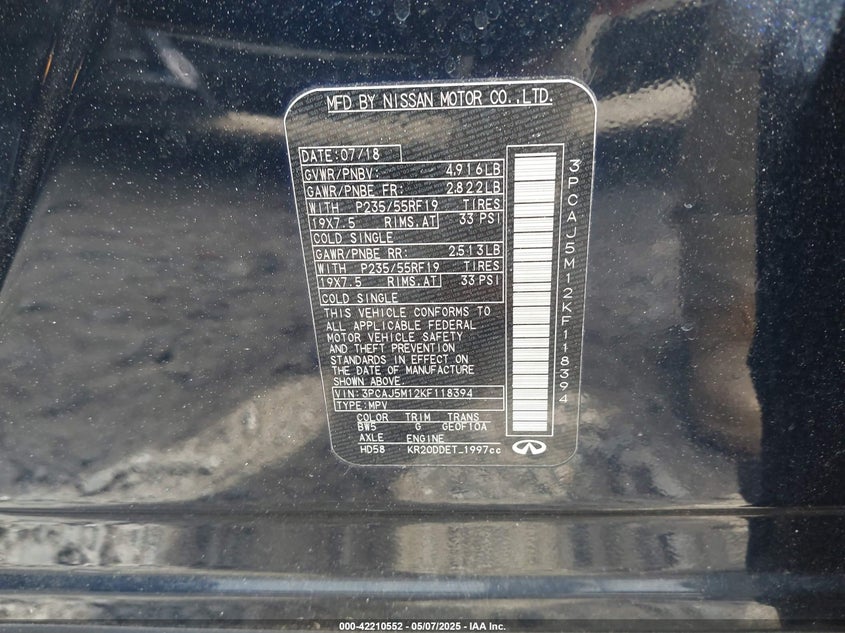 MFD BY NISSAN MOTOR CO.,LTD.
DATE:07/18
GVWR/PNBV: 4,916LB
GAWR/PNBE FR: 2,822LB
WITH P235/55RF19 TIRES
19X7.5 RIMS.AT 33 PSI
COLD SINGLE
GAWR/PNBE RR: 2,513LB
WITH P235/55RF19 TIRES
19X7.5 RIMS.AT 33 PSI
COLD SINGLE
THIS VEHICLE CONFORMS TO
ALL APPLICABLE FEDERAL
MOTOR VEHICLE SAFETY
AND THEFT PREVENTION
STANDARDS IN EFFECT ON
THE DATE OF MANUFACTURE
SHOWN ABOVE.
VIN:3PCAJ5M12KF118394
TYPE:MPV
COLOR TRIM TRANS
BW5 G GE0F10A
AXLE ENGINE
HD58 KR20DDET_1997cc
3PCAJ5M12KF118394
000-42210552 - 05/07/2025 - IAA Inc.